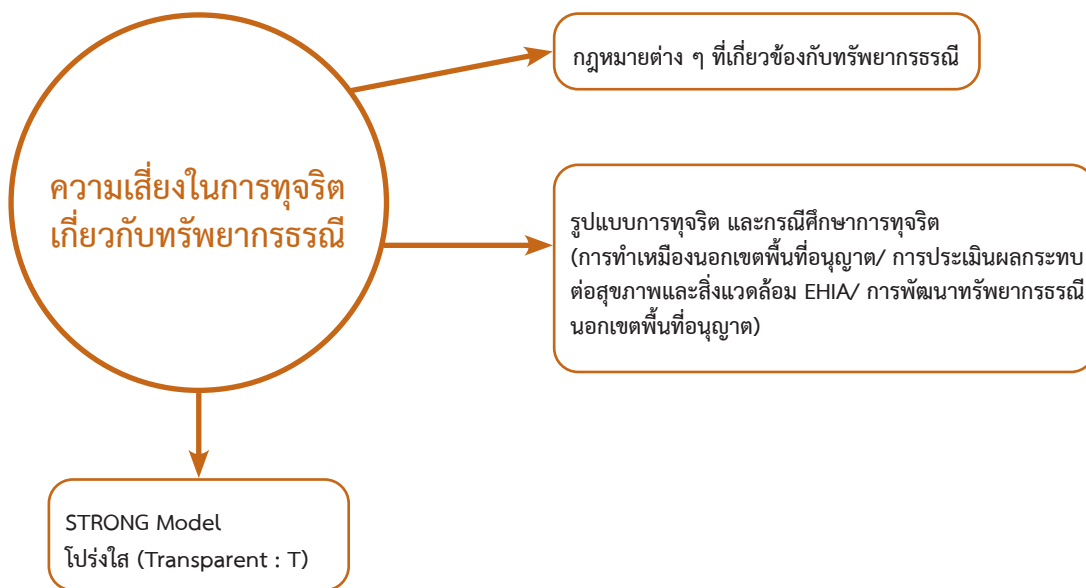 กฎหมายต่าง ๆ ที่เกี่ยวข้องกับทรัพยากรธรณี
ความเสี่ยงในการทุจริต
เกี่ยวกับทรัพยากรธรณี
รูปแบบการทุจริต และกรณีศึกษาการทุจริต
(การทำเหมืองนอกเขตพื้นที่อนุญาต/ การประเมินผลกระทบ
ต่อสุขภาพและสิ่งแวดล้อม EHIA/ การพัฒนาทรัพยากรธรณี
นอกเขตพื้นที่อนุญาต)
STRONG Model
โปร่งใส (Transparent : T)